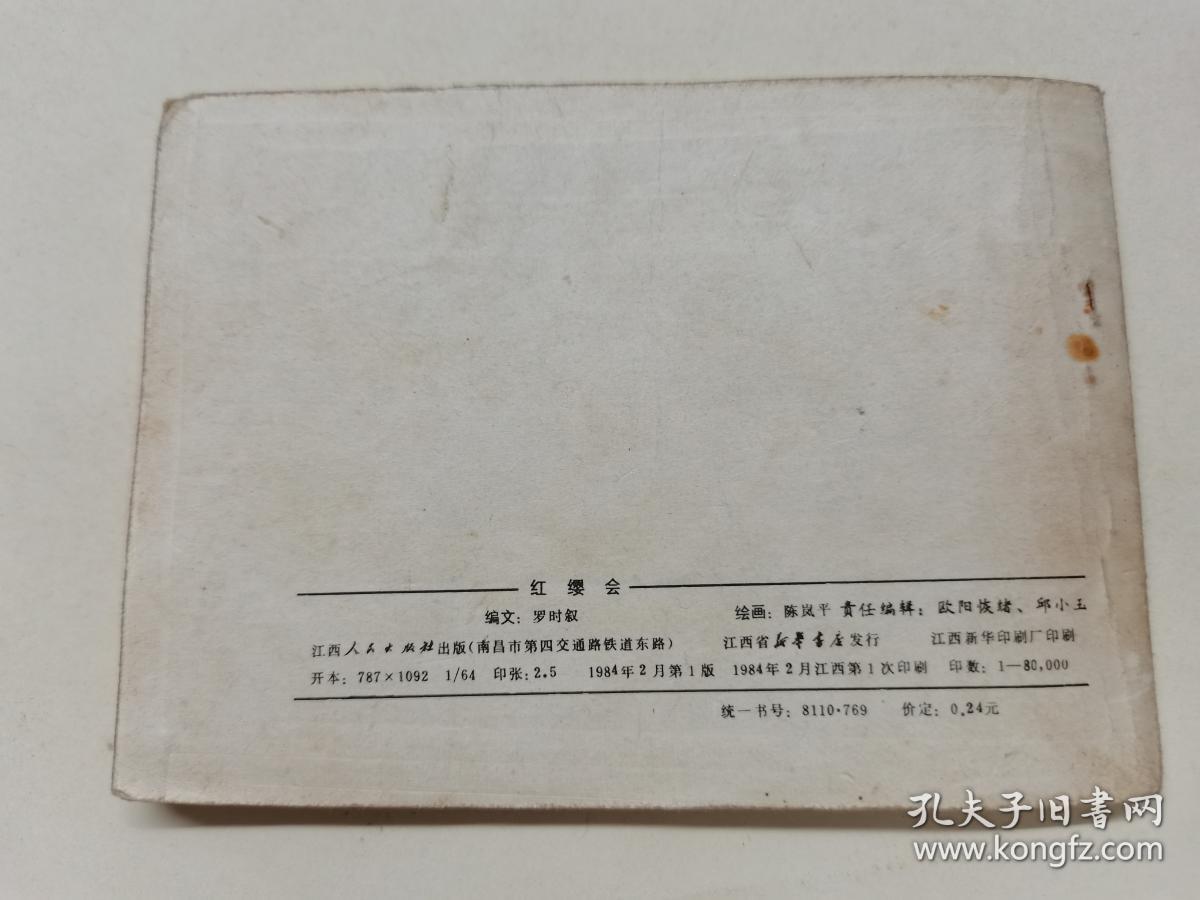 红缨会
编文：罗时叙 绘画：陈岚平 責任编辑：欧阳恢绪、邱小玉
江西人民出版社出版（南昌市第四交通路铁道东路） 江西省新华書店发行 江西新华印刷厂印刷
开本：787×1092 1/64 印张：2.5 1984年2月第1版 1984年2月江西第1次印刷 印数：1—80,000
统一书号：8110·769 价定：0.24元
孔夫子旧書网
www.kongfz.com